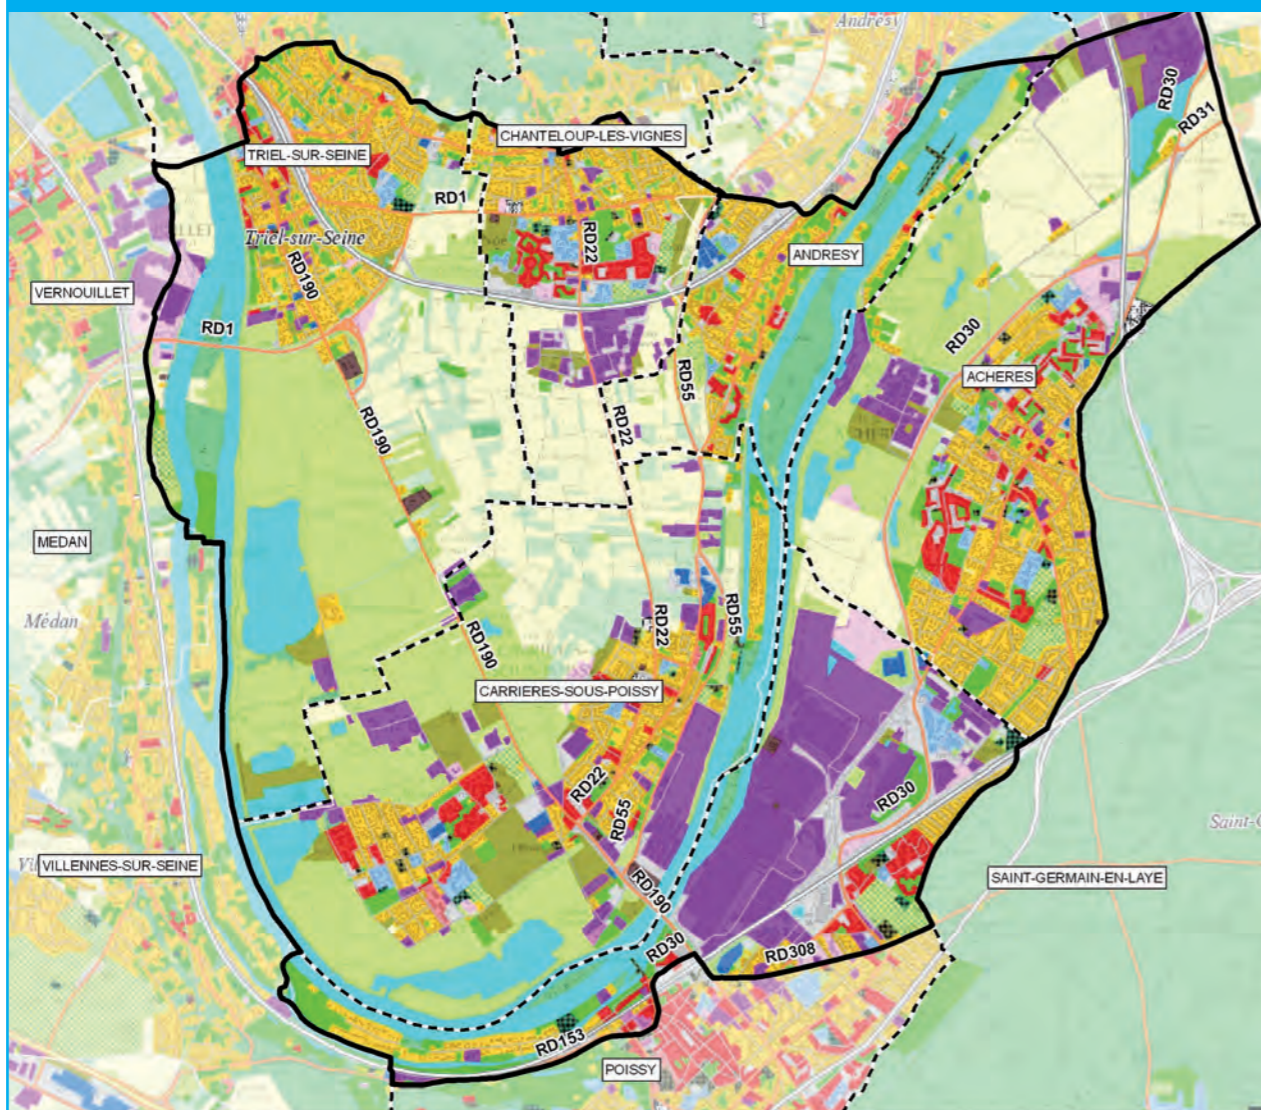 Andrésy
CHANTELOUP-LES-VIGNES
RD30
RD31
TRIEL-SUR-SEINE
RD1
Triel-sur-Seine
RD22
ANDRESY
RD190
VERNOUILLET
RD1
RD30
RD55
ACHERES
RD190
RD22
MEDAN
Médan
RD55
RD22
RD190
CARRIERES-SOUS-POISSY
RD22
RD30
RD55
VILLENNES-SUR-SEINE
SAINT-GERMAIN-EN-LAYE
RD190
RD30
RD308
RD153
POISSY